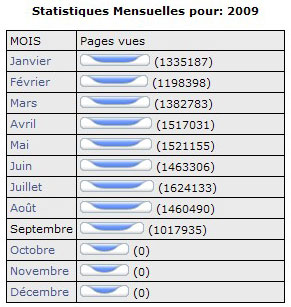 Statistiques Mensuelles pour: 2009
MOIS Pages vues
Janvier (1335187)
Février (1198398)
Mars (1382783)
Avril (1517031)
Mai (1521155)
Juin (1463306)
Juillet (1624133)
Août (1460490)
Septembre (1017935)
Octobre (0)
Novembre (0)
Décembre (0)